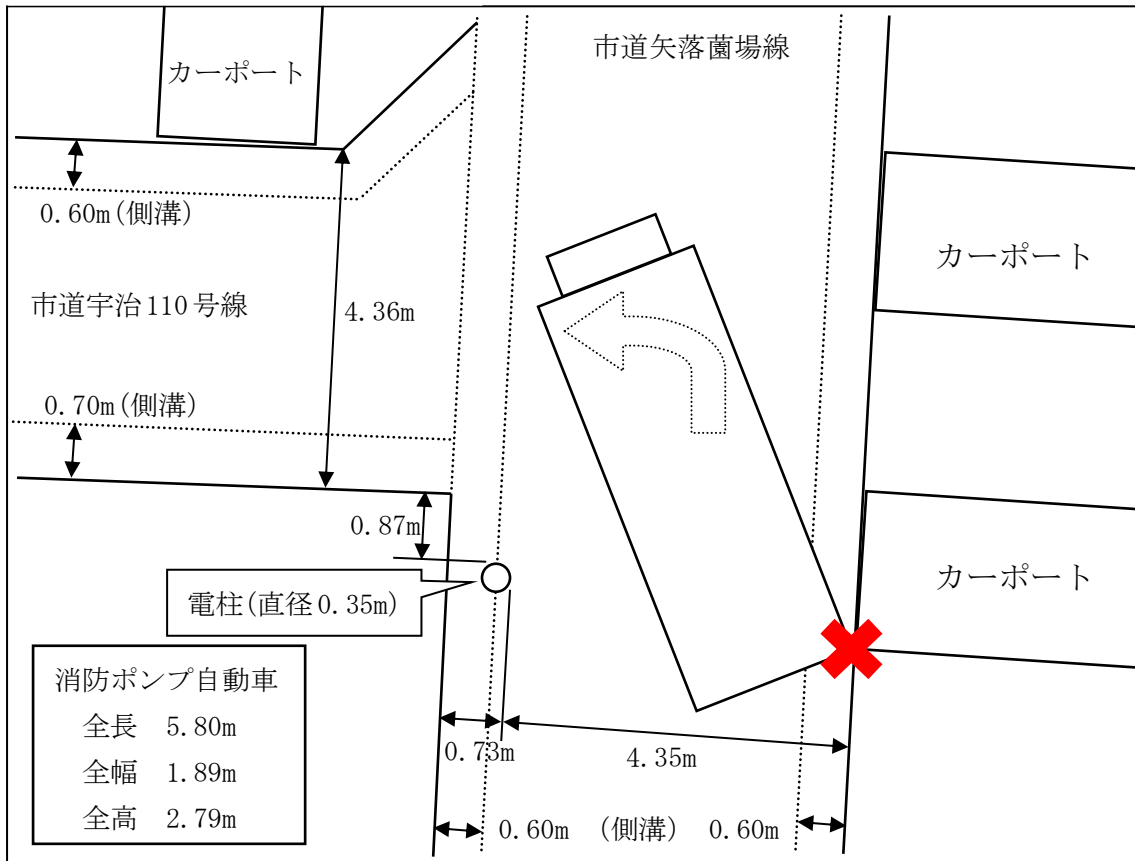 市道矢落菌場線
カーポート
0.60m(側溝)
カーポート
市道宇治110号線
4.36m
0.70m(側溝)
0.87m
カーポート
電柱(直径0.35m)
消防ポンプ自動車
全長 5.80m
全幅 1.89m
全高 2.79m
0.73m
4.35m
0.60m (側溝) 0.60m